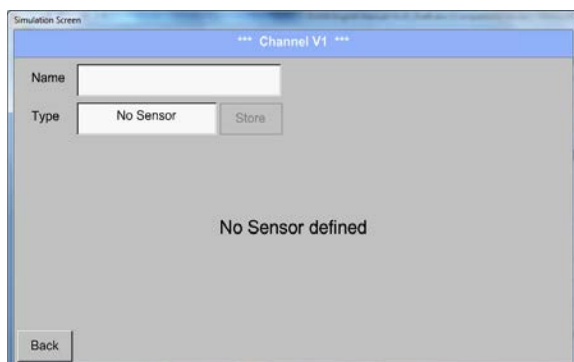 Simulation Screen
*** Channel V1 ***
Name
Type No Sensor Store
No Sensor defined
Back